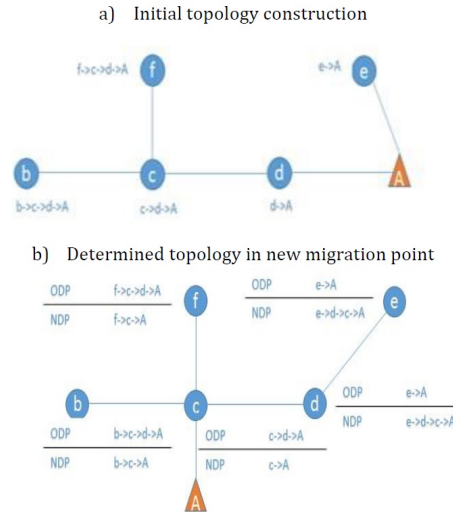 a) Initial topology construction
f->c->d->A
f
e->A
e
b
c
d
A
b->c->d->A
c->d->A
d->A
b) Determined topology in new migration point
ODP f->c->d->A
NDP f->c->A
f
ODP e->A
NDP e->d->c->A
e
b
c
d
ODP e->A
NDP e->d->c->A
ODP b->c->d->A
NDP b->c->A
ODP c->d->A
NDP c->A
A